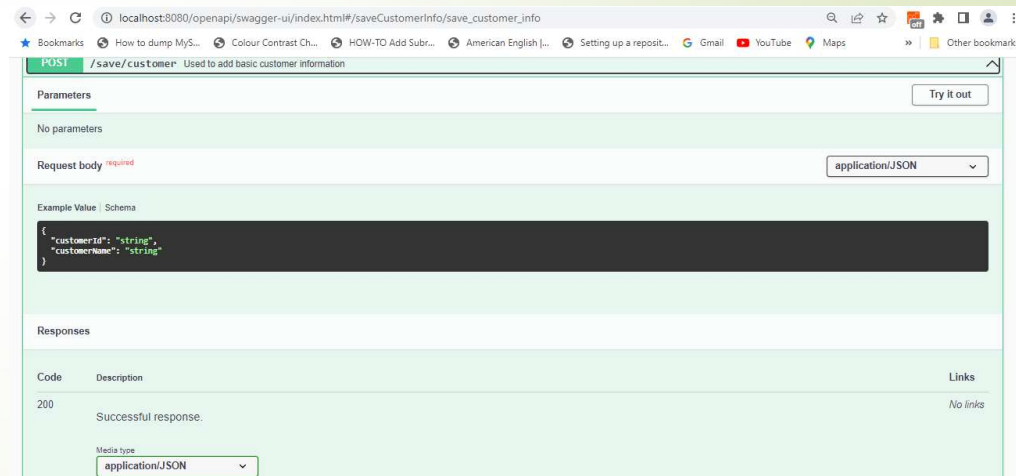 localhost:8080/openapi/swagger-ui/index.html#/saveCustomerInfo/save_customer_info
Bookmarks How to dump MyS... Colour Contrast Ch... HOW-TO Add Subr... American English |... Setting up a reposit... Gmail YouTube Maps » Other bookmark
off
POST /save/customer Used to add basic customer information
Parameters Try it out
No parameters
Request body required application/JSON
Example Value | Schema
{
"customerId": "string",
"customerName": "string"
}
Responses
Code Description Links
200 No links
Successful response.
Media type
application/JSON